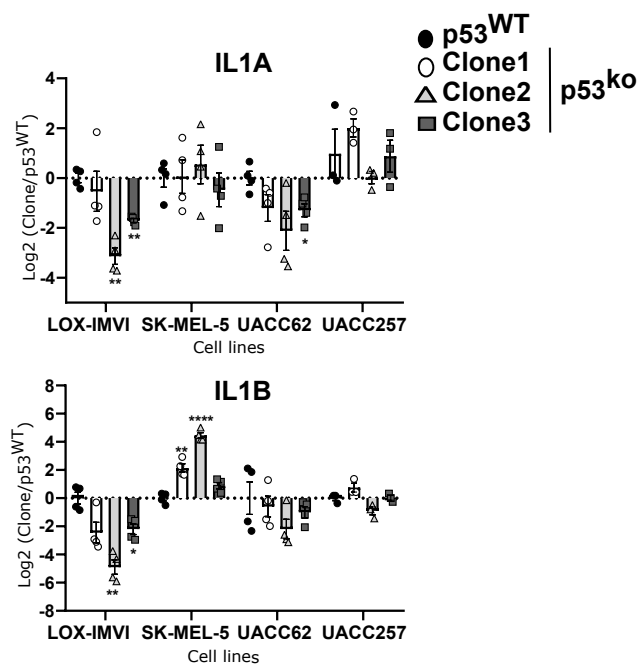 p53WT
Clone1
Clone2
Clone3
p53ko
IL1A
Log2 (Clone/p53WT)
4
2
0
-2
-4
**
**
*
LOX-IMVI SK-MEL-5 UACC62 UACC257
Cell lines
IL1B
Log2 (Clone/p53WT)
8
6
4
2
0
-2
-4
-6
-8
**
*
**
****
LOX-IMVI SK-MEL-5 UACC62 UACC257
Cell lines